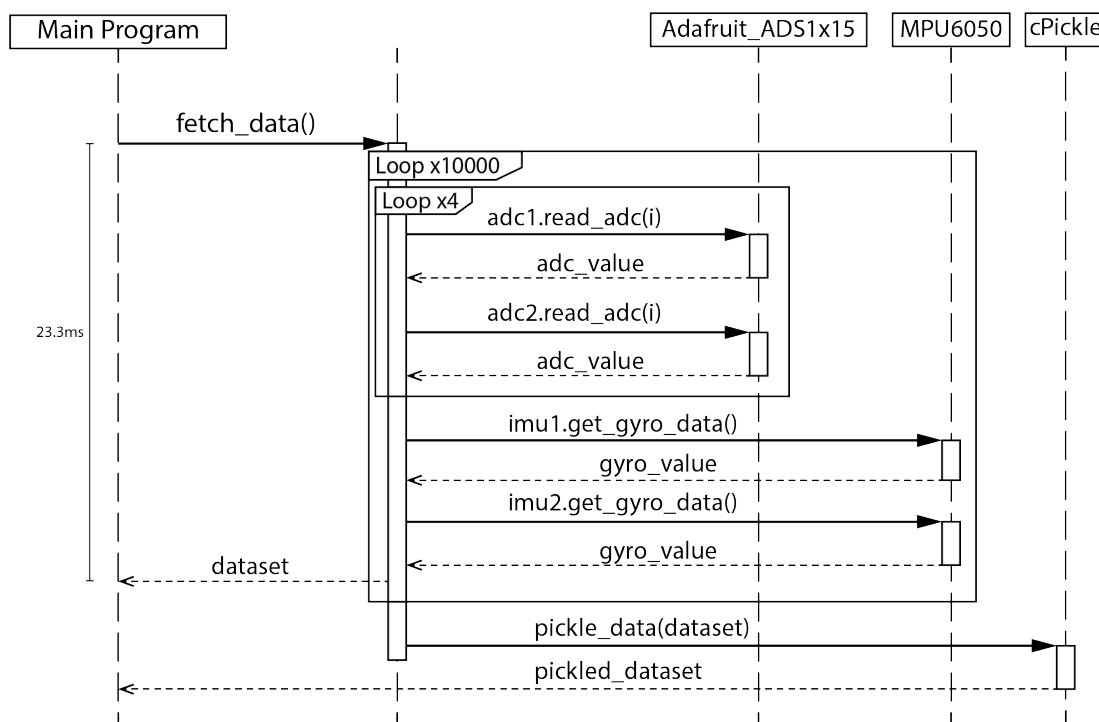 Main Program
Adafruit_ADS1x15
MPU6050
cPickle
fetch_data()
Loop x10000
Loop x4
adc1.read_adc(i)
adc_value
adc2.read_adc(i)
23.3ms
adc_value
imu1.get_gyro_data()
gyro_value
imu2.get_gyro_data()
gyro_value
dataset
pickle_data(dataset)
pickled_dataset